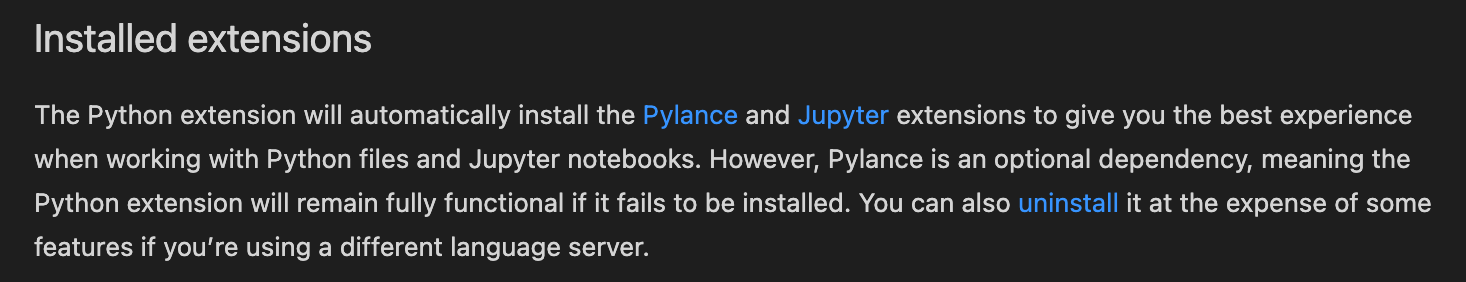 Installed extensions
The Python extension will automatically install the Pylance and Jupyter extensions to give you the best experience
when working with Python files and Jupyter notebooks. However, Pylance is an optional dependency, meaning the
Python extension will remain fully functional if it fails to be installed. You can also uninstall it at the expense of some
features if you’re using a different language server.